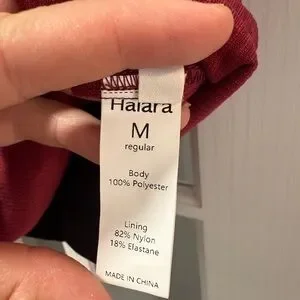 Halara
M
regular
Body
100% Polyester
Lining
82% Nylon
18% Elastane
MADE IN CHINA